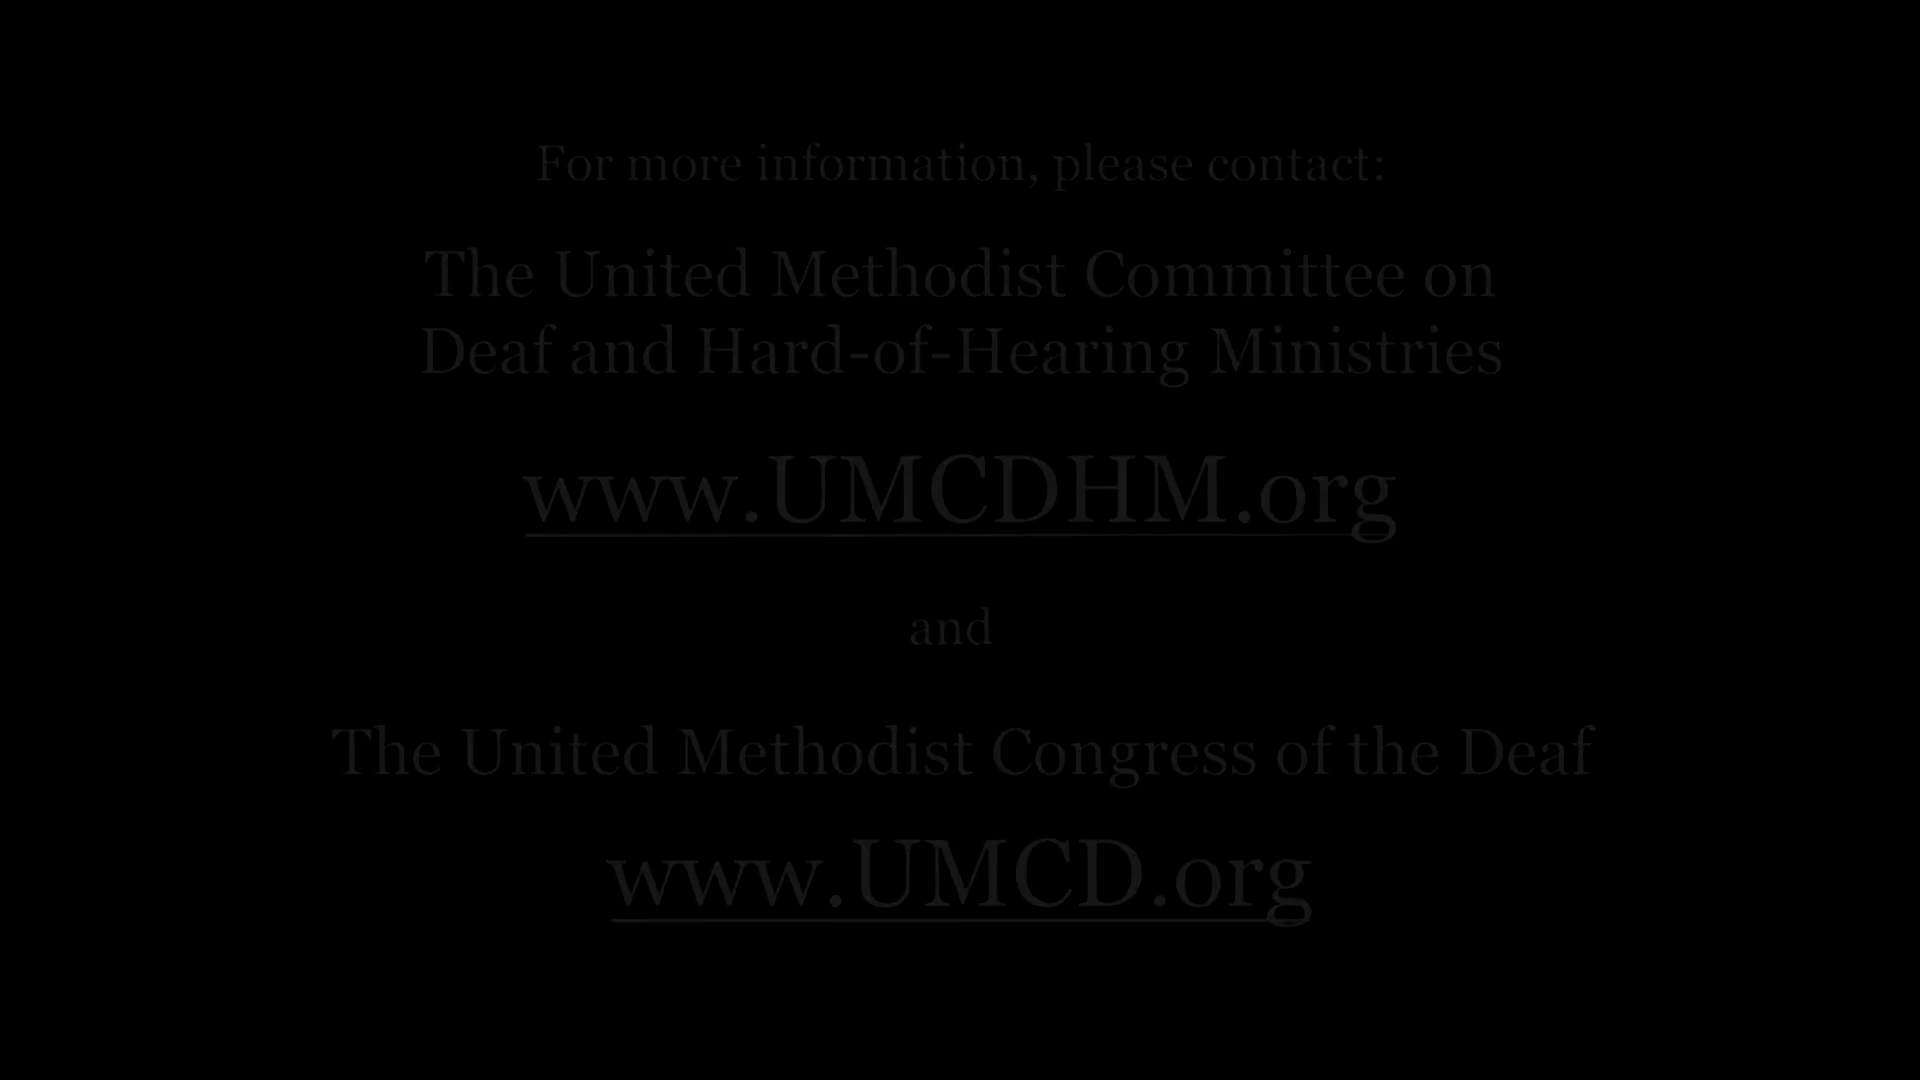 For more information, please contact:
The United Methodist Committee on
Deaf and Hard-of-Hearing Ministries
www.UMCDHM.org
and
The United Methodist Congress of the Deaf
www.UMCD.org